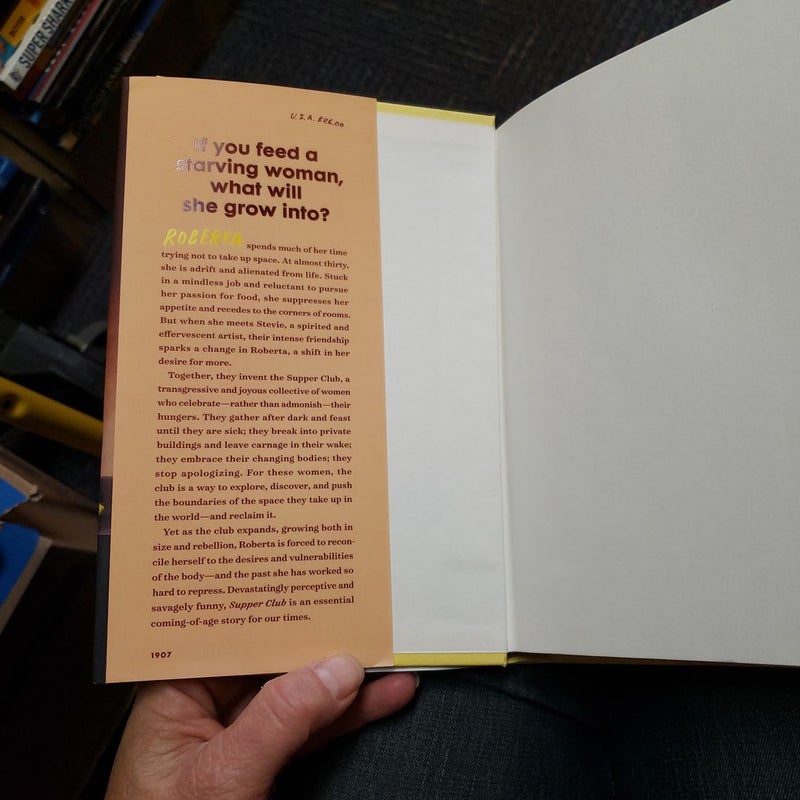 SUPER SHARK
U.S.A. $26.00
If you feed a
starving woman,
what will
she grow into?
ROBERTA spends much of her time
trying not to take up space. At almost thirty,
she is adrift and alienated from life. Stuck
in a mindless job and reluctant to pursue
her passion for food, she suppresses her
appetite and recedes to the corners of rooms.
But when she meets Stevie, a spirited and
effervescent artist, their intense friendship
sparks a change in Roberta, a shift in her
desire for more.
Together, they invent the Supper Club, a
transgressive and joyous collective of women
who celebrate—rather than admonish—their
hungers. They gather after dark and feast
until they are sick; they break into private
buildings and leave carnage in their wake;
they embrace their changing bodies; they
stop apologizing. For these women, the
club is a way to explore, discover, and push
the boundaries of the space they take up in
the world—and reclaim it.
Yet as the club expands, growing both in
size and rebellion, Roberta is forced to recon-
cile herself to the desires and vulnerabilities
of the body—and the past she has worked so
hard to repress. Devastatingly perceptive and
savagely funny, Supper Club is an essential
coming-of-age story for our times.
1907